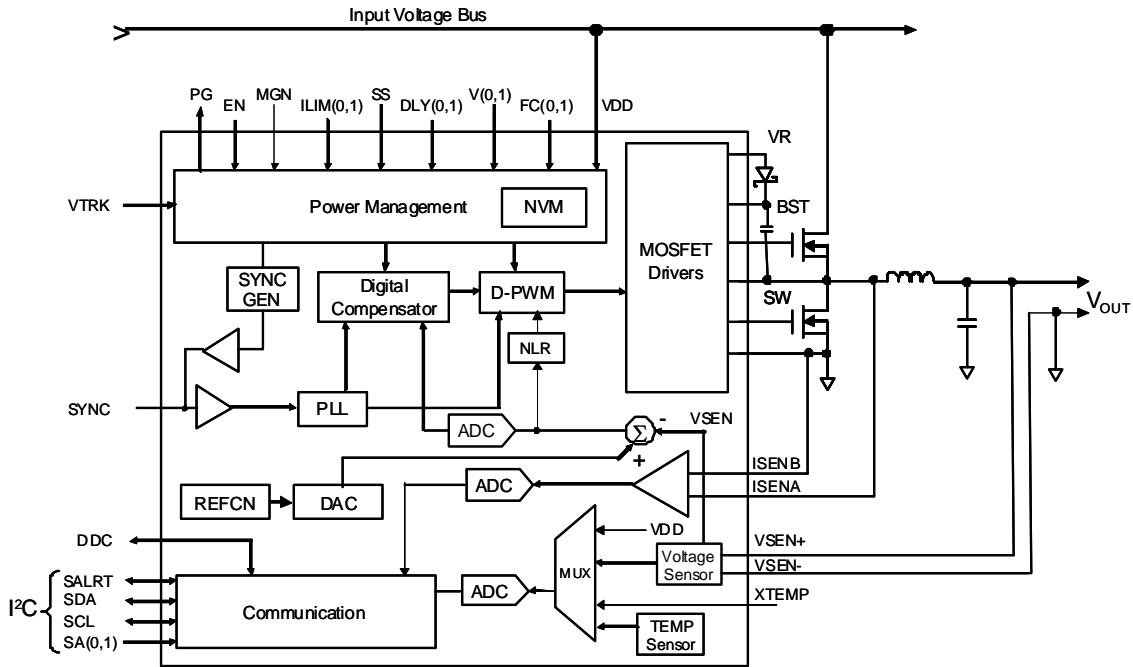 Input Voltage Bus
PG
EN
MGN
ILIM(0,1)
SS
DLY(0,1)
V(0,1)
FC(0,1)
VDD
VR
VTRK
Power Management
NVM
BST
MOSFET
Drivers
SYNC
GEN
Digital
Compensator
D-PWM
SW
VOUT
NLR
SYNC
PLL
ADC
VSEN
-
Σ
+
ISENB
ISENA
ADC
REFCN
DAC
DDC
VDD
VSEN+
Voltage
Sensor
VSEN-
MUX
I²C
SALRT
SDA
SCL
SA(0,1)
Communication
ADC
XTEMP
TEMP
Sensor